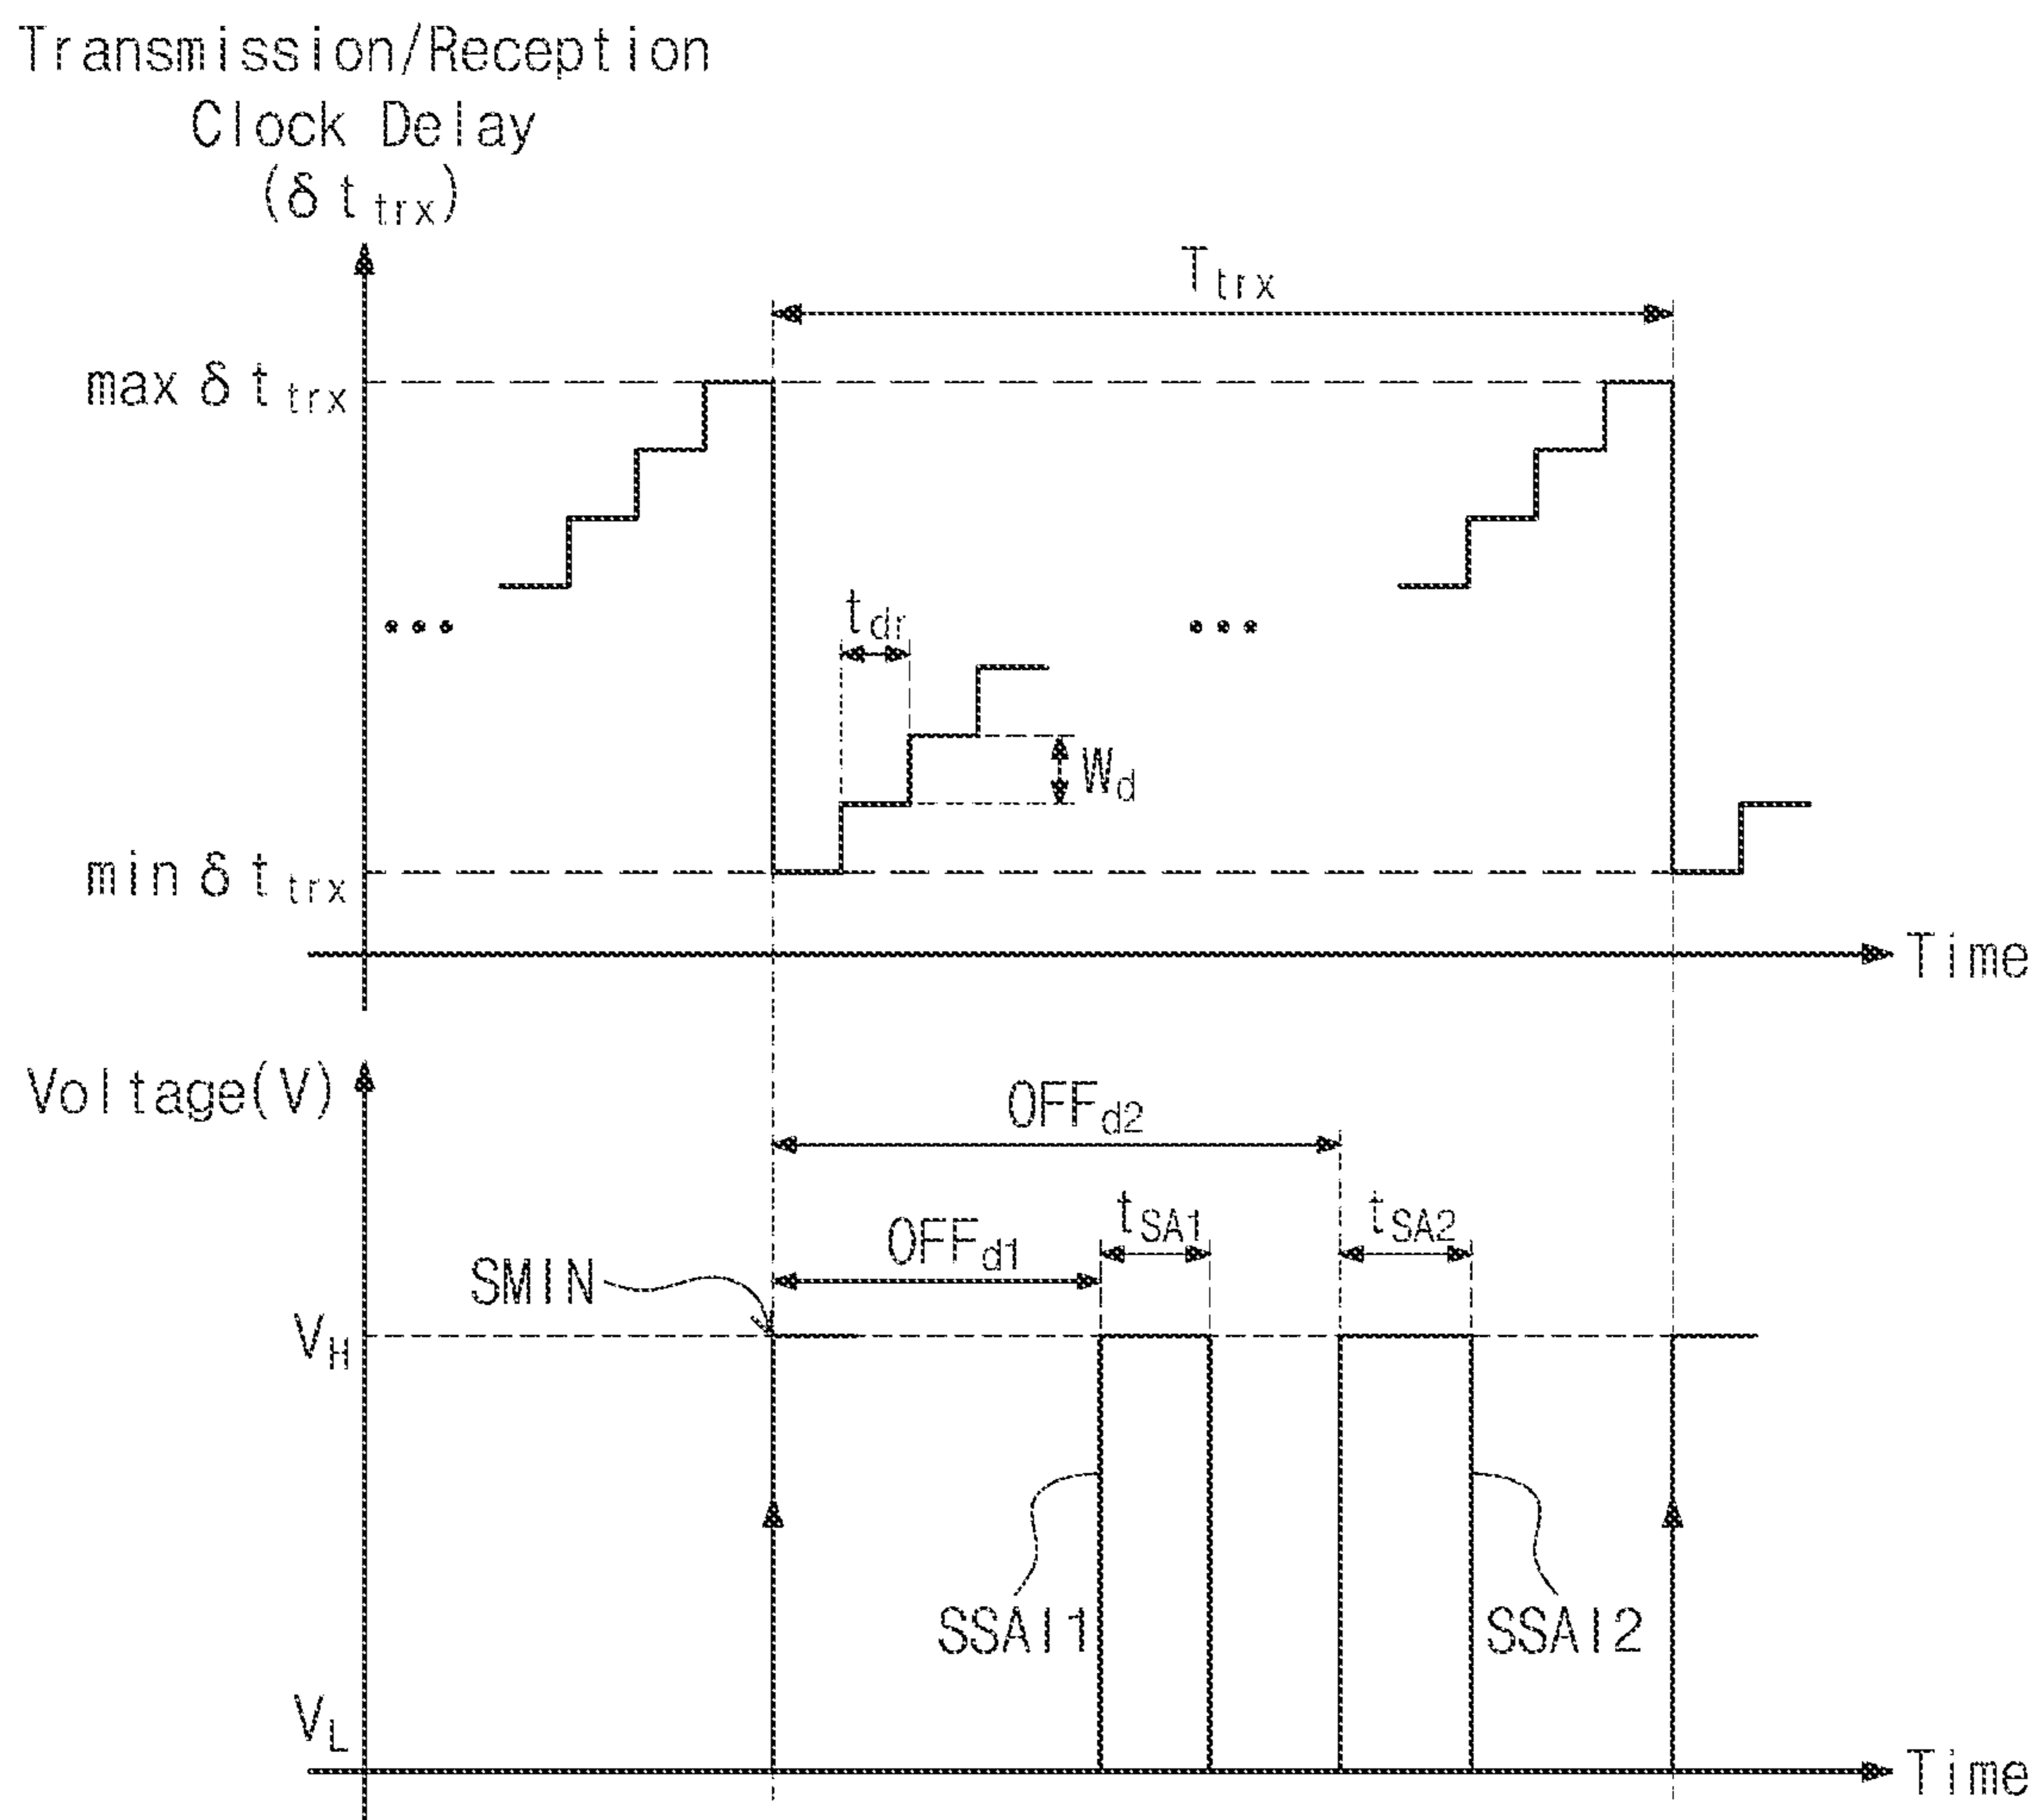 Transmission/Reception
Clock Delay
(δt trx)
T trx
max δt trx
t dr
W d
min δt trx
Time
Voltage(V)
OFF d2
t SA1
t SA2
OFF d1
SMIN
V H
SSAI1
SSAI2
V L
Time